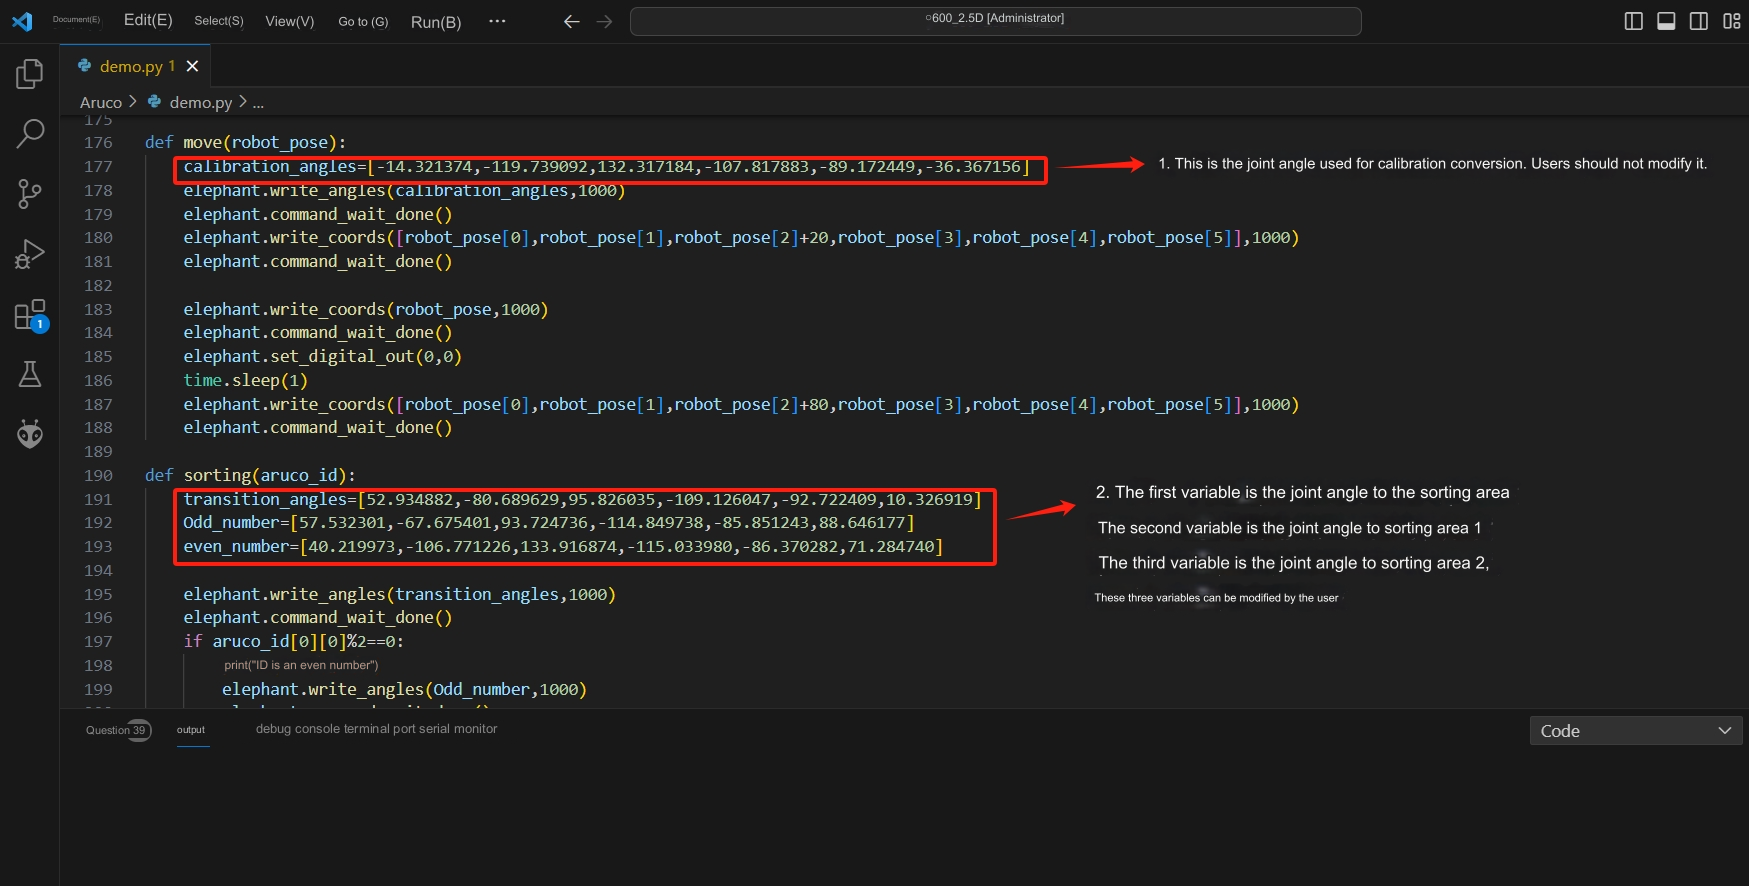 Document(E) Edit(E) Select(S) View(V) Go to (G) Run(B) ··· ○600_2.5D [Administrator]
demo.py 1
Aruco > demo.py > ...
175
176 def move(robot_pose):
177 calibration_angles=[-14.321374,-119.739092,132.317184,-107.817883,-89.172449,-36.367156]
1. This is the joint angle used for calibration conversion. Users should not modify it.
178 elephant.write_angles(calibration_angles,1000)
179 elephant.command_wait_done()
180 elephant.write_coords([robot_pose[0],robot_pose[1],robot_pose[2]+20,robot_pose[3],robot_pose[4],robot_pose[5]],1000)
181 elephant.command_wait_done()
182
183 elephant.write_coords(robot_pose,1000)
184 elephant.command_wait_done()
185 elephant.set_digital_out(0,0)
186 time.sleep(1)
187 elephant.write_coords([robot_pose[0],robot_pose[1],robot_pose[2]+80,robot_pose[3],robot_pose[4],robot_pose[5]],1000)
188 elephant.command_wait_done()
189
190 def sorting(aruco_id):
191 transition_angles=[52.934882,-80.689629,95.826035,-109.126047,-92.722409,10.326919]
192 Odd_number=[57.532301,-67.675401,93.724736,-114.849738,-85.851243,88.646177]
193 even_number=[40.219973,-106.771226,133.916874,-115.033980,-86.370282,71.284740]
2. The first variable is the joint angle to the sorting area
The second variable is the joint angle to sorting area 1
The third variable is the joint angle to sorting area 2,
These three variables can be modified by the user
194
195 elephant.write_angles(transition_angles,1000)
196 elephant.command_wait_done()
197 if aruco_id[0][0]%2==0:
198 print("ID is an even number")
199 elephant.write_angles(Odd_number,1000)
Question 39 output debug console terminal port serial monitor
Code
1